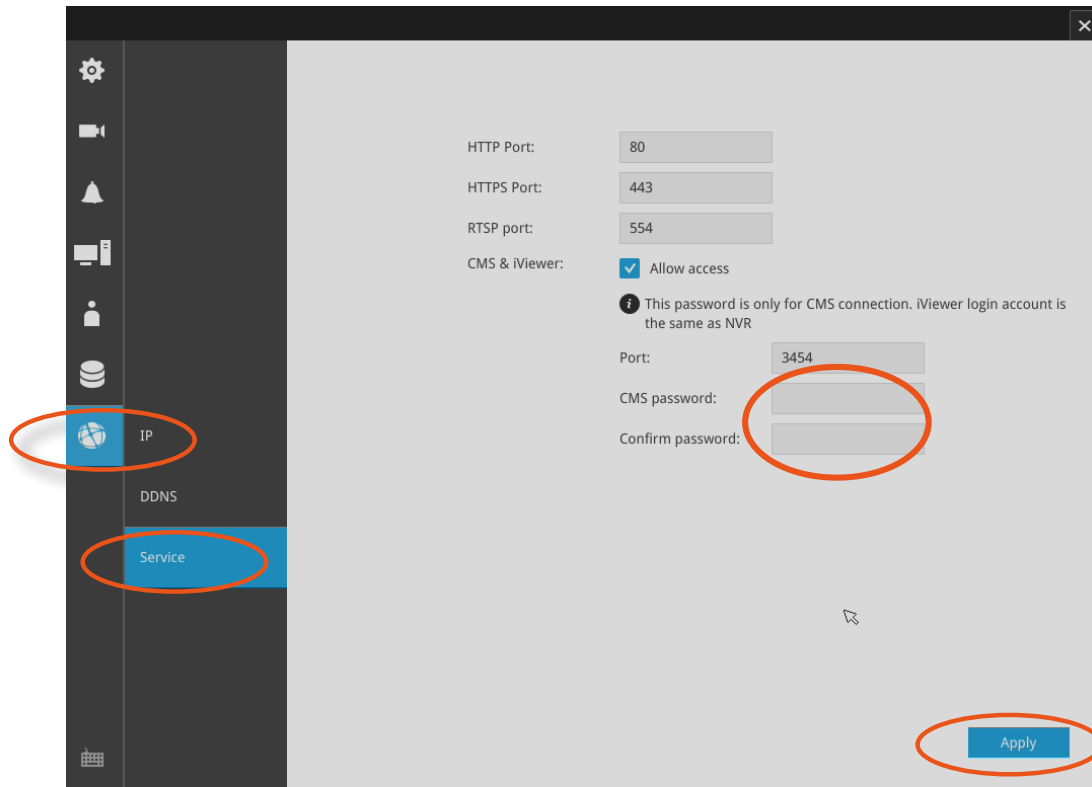 HTTP Port: 80
HTTPS Port: 443
RTSP port: 554
CMS & iViewer: Allow access
i This password is only for CMS connection. iViewer login account is
the same as NVR
Port: 3454
CMS password:
Confirm password:
IP
DDNS
Service
Apply